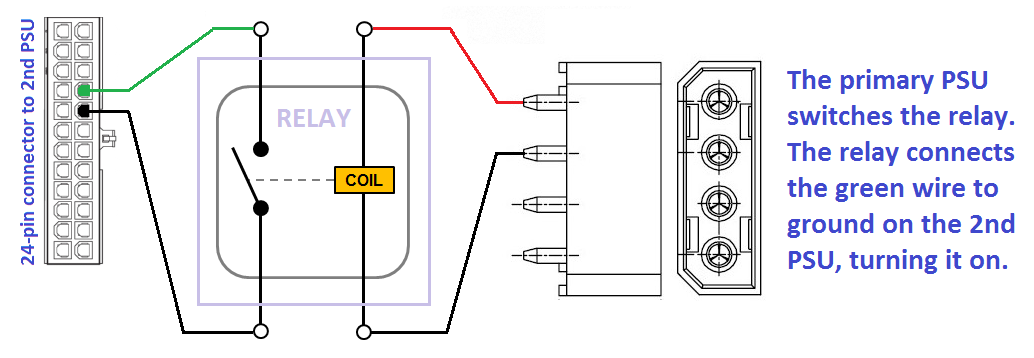 24-pin connector to 2nd PSU
RELAY
COIL
The primary PSU
switches the relay.
The relay connects
the green wire to
ground on the 2nd
PSU, turning it on.